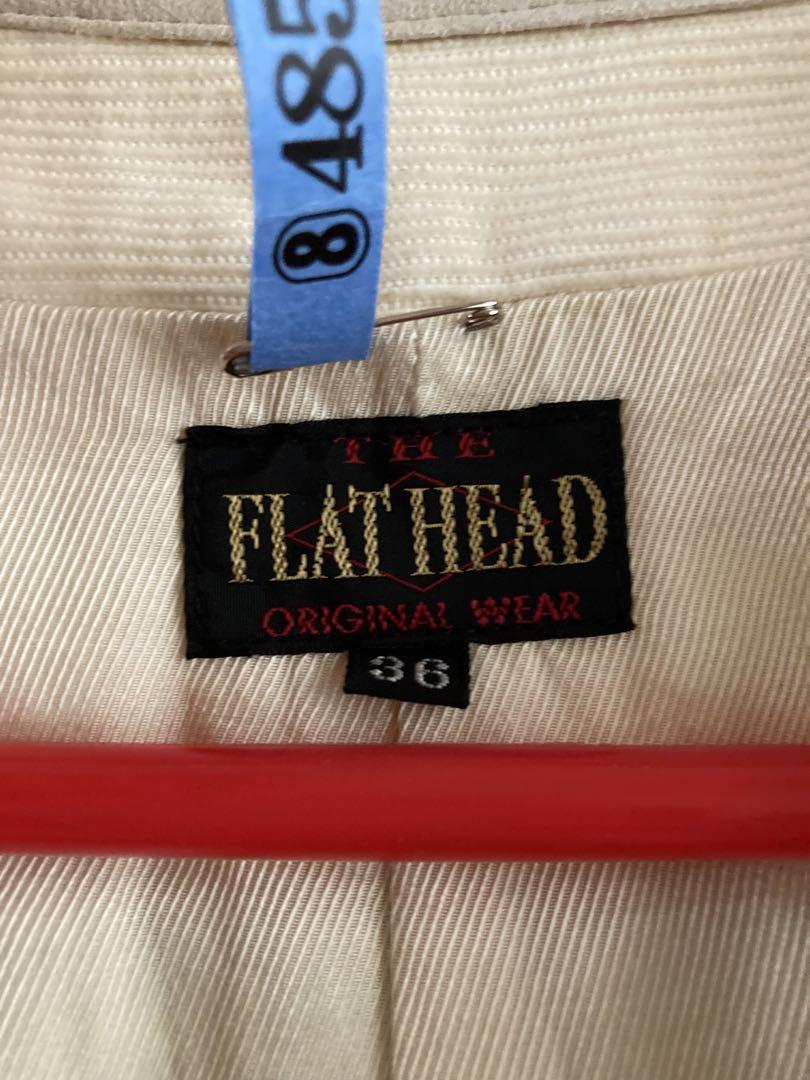 ⑧485
THE
FLAT HEAD
ORIGINAL WEAR
36